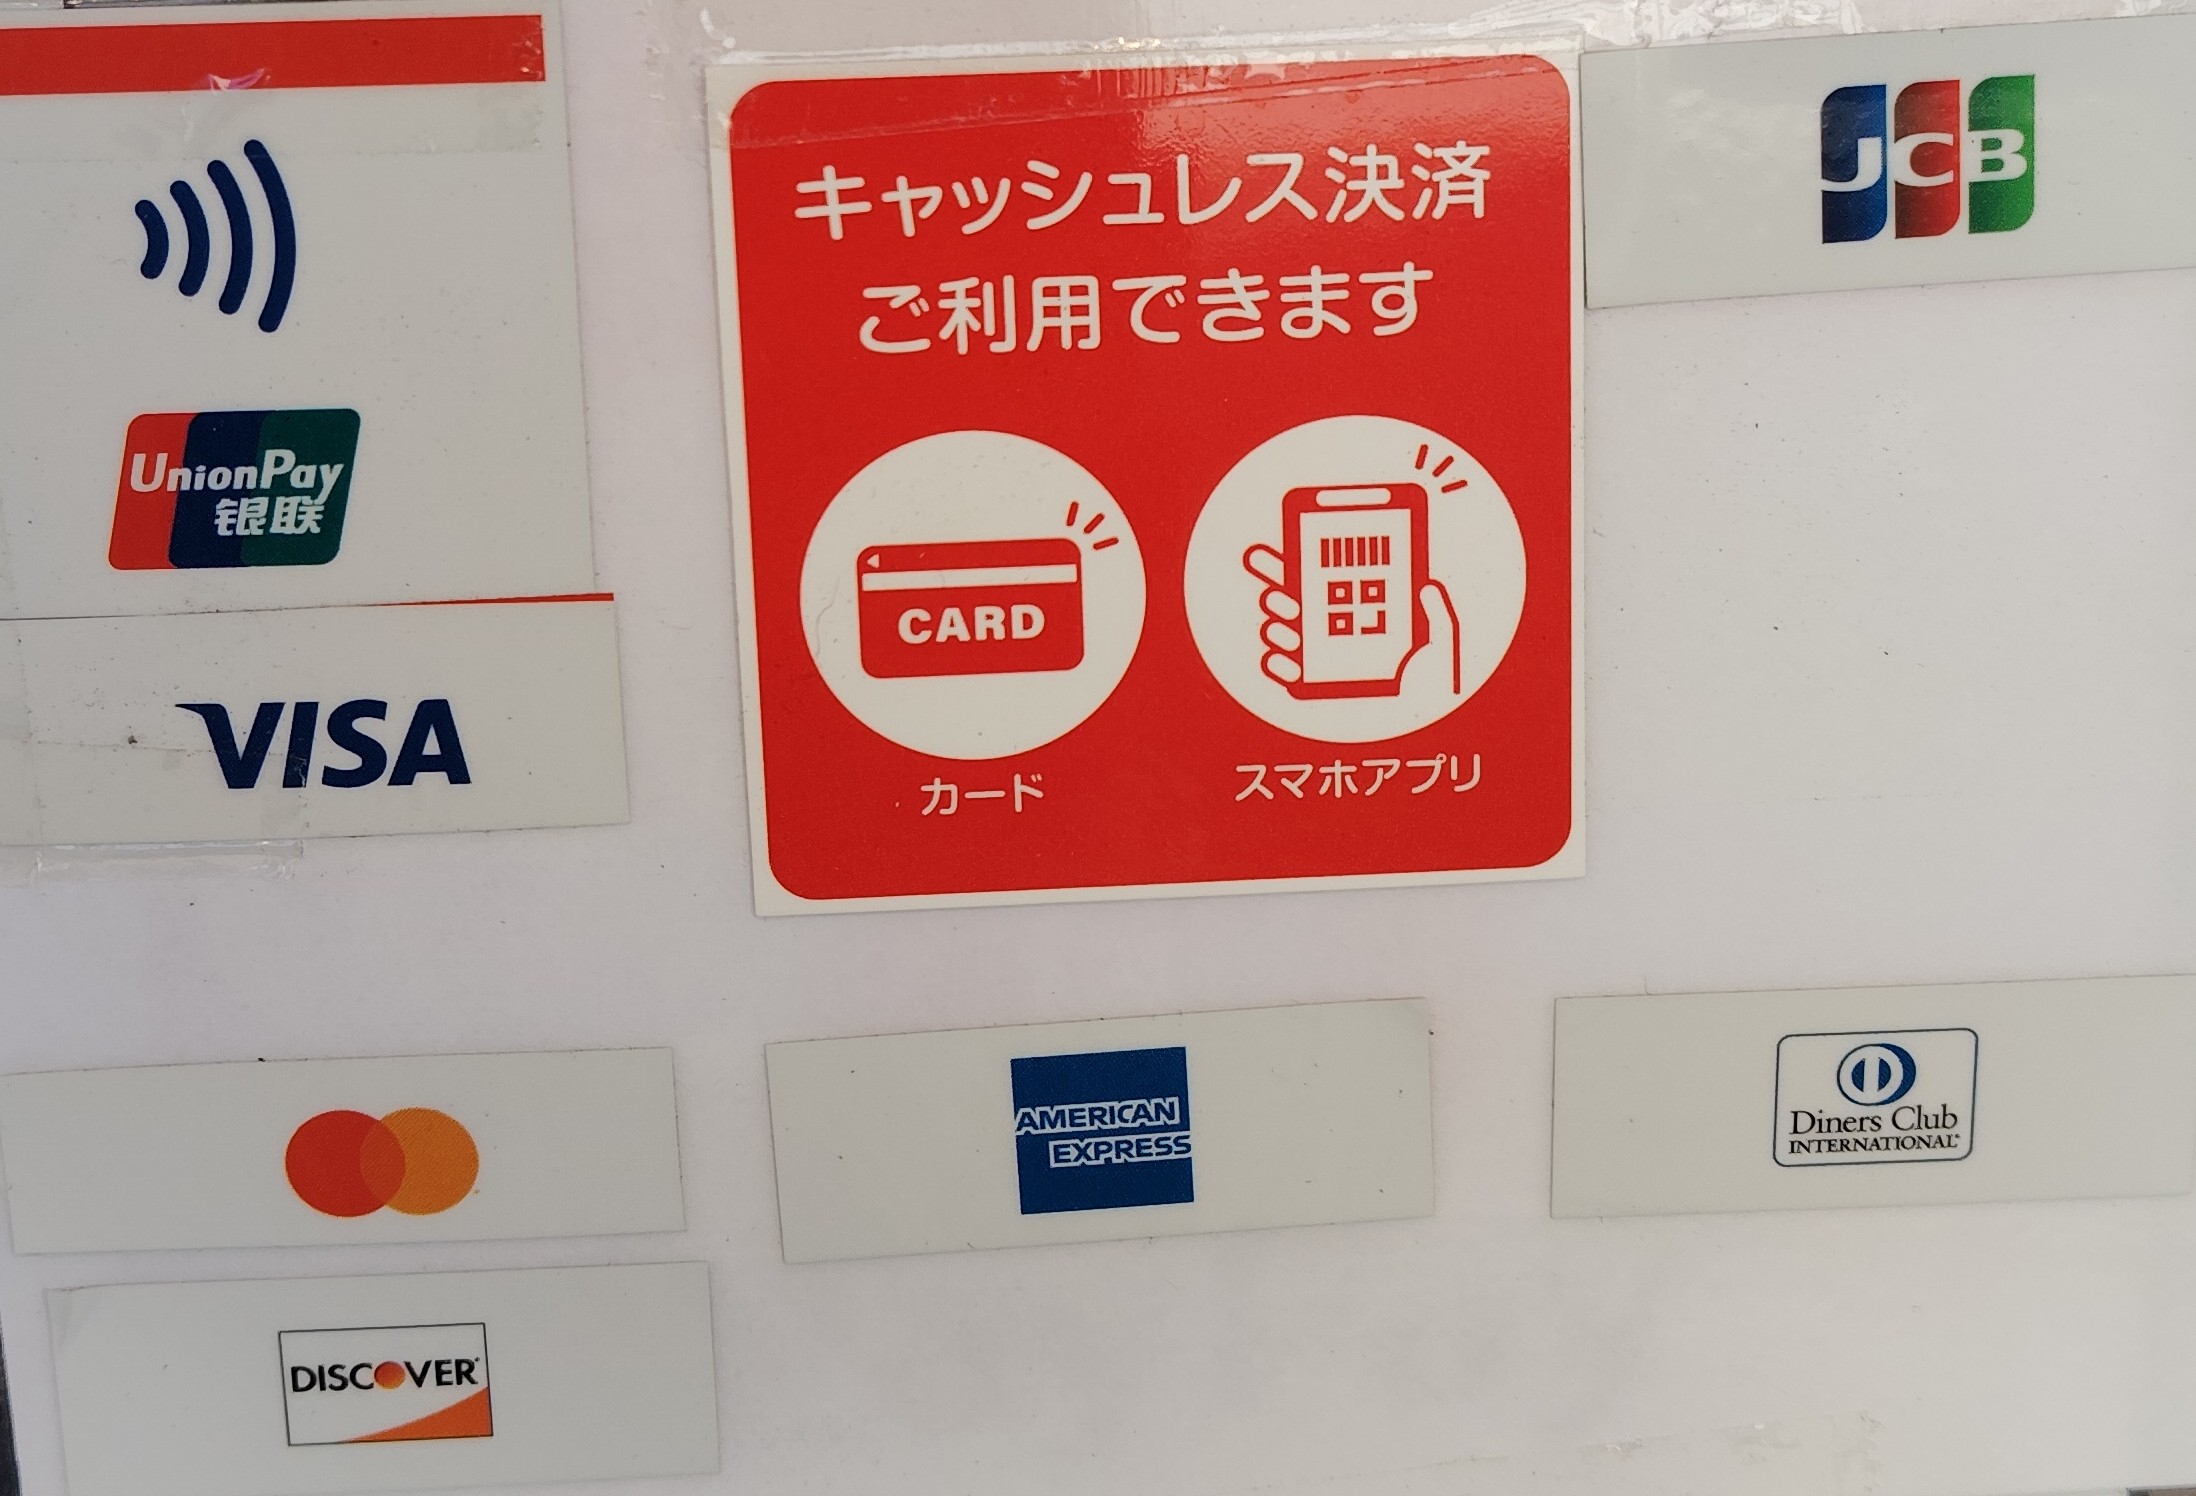 UnionPay
银联
VISA
キャッシュレス決済
ご利用できます
CARD
カード
スマホアプリ
JCB
AMERICAN
EXPRESS
Diners Club
INTERNATIONAL®
DISCOVER®